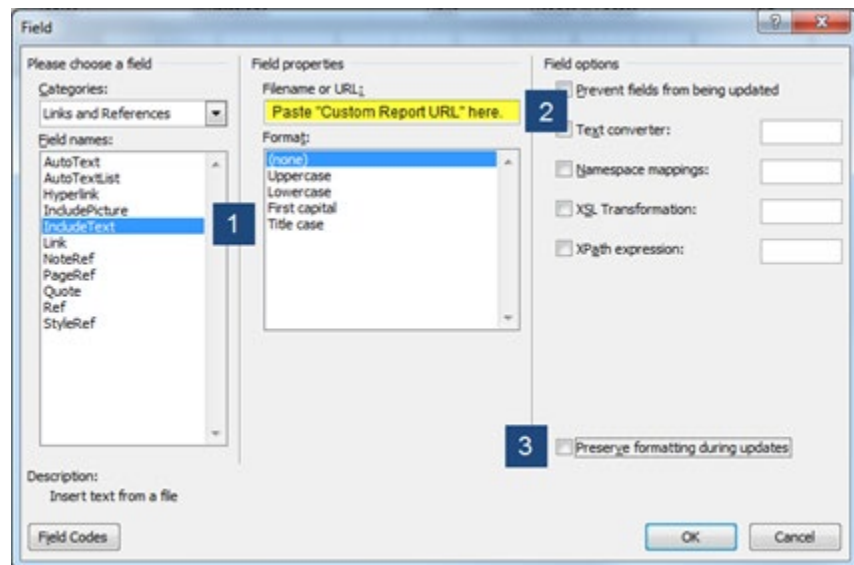 Field
Please choose a field
Categories:
Links and References
Field names:
AutoText
AutoTextList
Hyperlink
IncludePicture
IncludeText
Link
NoteRef
PageRef
Quote
Ref
StyleRef
1
Description:
Insert text from a file
Field Codes
Field properties
Filename or URL:
Paste "Custom Report URL" here.
2
Format:
(none)
Uppercase
Lowercase
First capital
Title case
Field options
Prevent fields from being updated
Text converter:
Namespace mappings:
XSL Transformation:
XPath expression:
3
Preserve formatting during updates
OK
Cancel